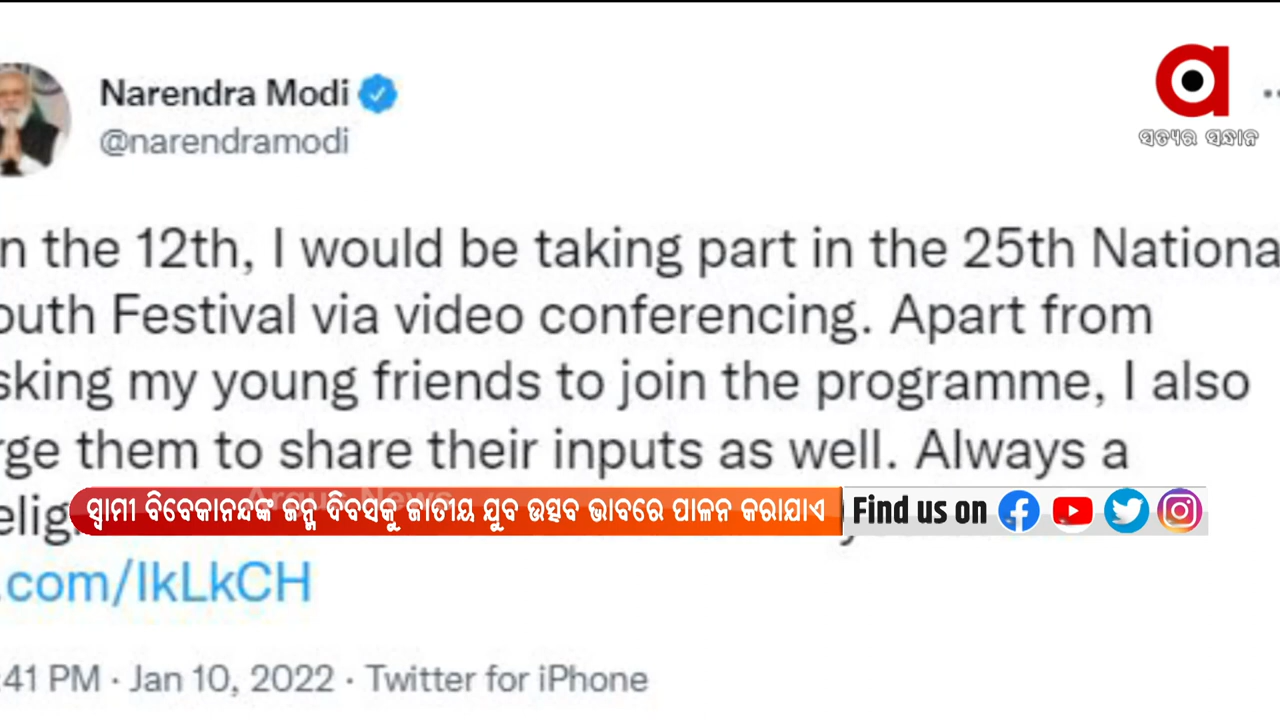 Narendra Modi
@narendramodi
ସତ୍ୟର ସନ୍ଧାନ
n the 12th, I would be taking part in the 25th Nationa
outh Festival via video conferencing. Apart from
sking my young friends to join the programme, I also
rge them to share their inputs as well. Always a
elig
Argus News
ସ୍ୱାମୀ ବିବେକାନନ୍ଦଙ୍କ ଜନ୍ମ ଦିବସକୁ ଜାତୀୟ ଯୁବ ଉତ୍ସବ ଭାବରେ ପାଳନ କରାଯାଏ Find us on
.com/IkLkCH
:41 PM · Jan 10, 2022 · Twitter for iPhone